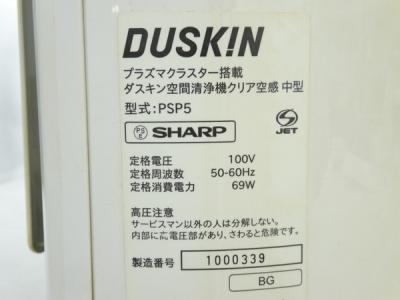 DUSK!N
プラズマクラスター搭載
ダスキン空間清浄機クリア空感 中型
型式:PSP5
PS E SHARP
S JET
定格電圧 100V
定格周波数 50-60Hz
定格消費電力 69W
高圧注意
サービスマン以外の人は分解しない。
内部に高電圧部があり、さわると危険です。
製造番号 1000339
BG